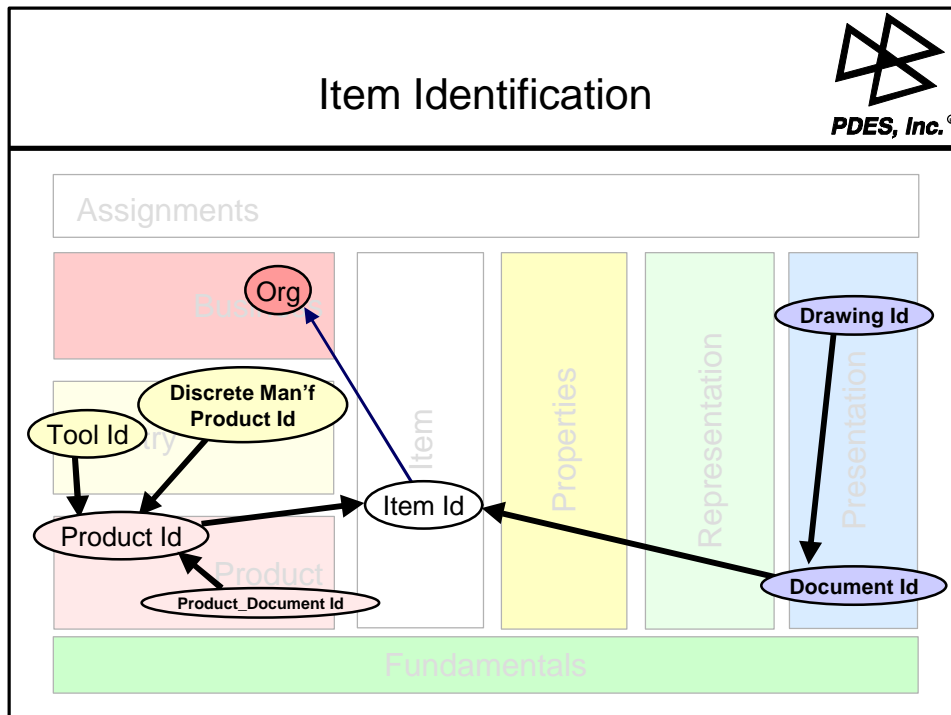 Item Identification
PDES, Inc.®
Assignments
Org
Drawing Id
Discrete Man'f
Product Id
Tool Id
Item
Properties
Representation
Presentation
Item Id
Product Id
Product
Product_Document Id
Document Id
Fundamentals